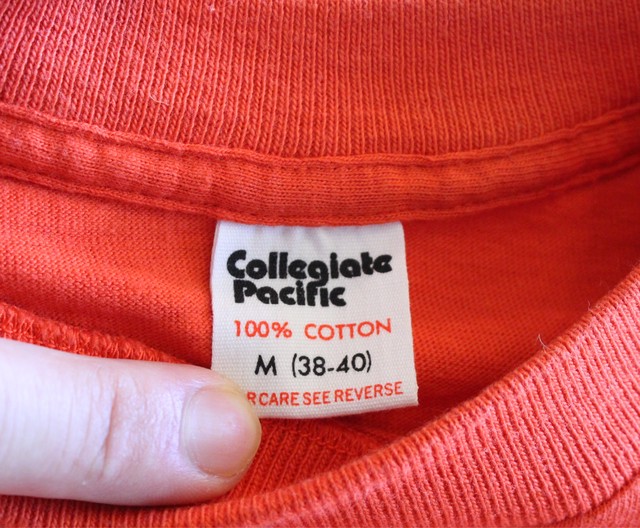 Collegiate
Pacific
100% COTTON
M (38-40)
R CARE SEE REVERSE